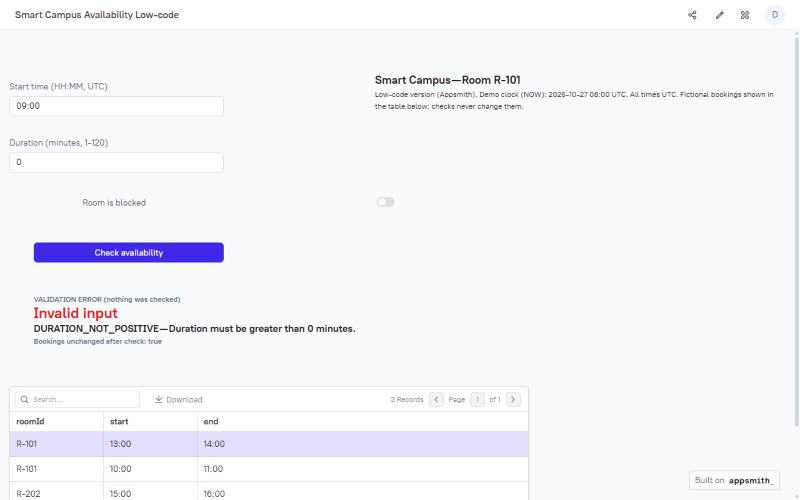 Smart Campus Availability Low-code
D
Start time (HH:MM, UTC)
09:00
Duration (minutes, 1-120)
0
Room is blocked
Check availability
Smart Campus—Room R-101
Low-code version (Appsmith). Demo clock (NOW): 2026-10-27 08:00 UTC. All times UTC. Fictional bookings shown in
the table below; checks never change them.
VALIDATION ERROR (nothing was checked)
Invalid input
DURATION_NOT_POSITIVE—Duration must be greater than 0 minutes.
Bookings unchanged after check: true
Search... Download 3 Records Page 1 of 1
roomId start end
R-101 13:00 14:00
R-101 10:00 11:00
R-202 15:00 16:00
Built on appsmith_